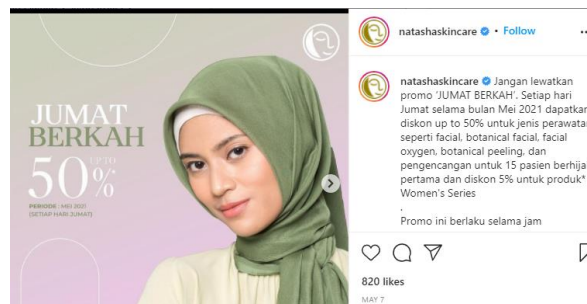 JUMAT
BERKAH
UP TO
50%
PERIODE : MEI 2021
(SETIAP HARI JUMAT)
natashaskincare • Follow
natashaskincare Jangan lewatkan
promo 'JUMAT BERKAH'. Setiap hari
Jumat selama bulan Mei 2021 dapatkan
diskon up to 50% untuk jenis perawatan
seperti facial, botanical facial, facial
oxygen, botanical peeling, dan
pengencangan untuk 15 pasien berhijab
pertama dan diskon 5% untuk produk*
Women's Series
.
Promo ini berlaku selama jam
820 likes
MAY 7